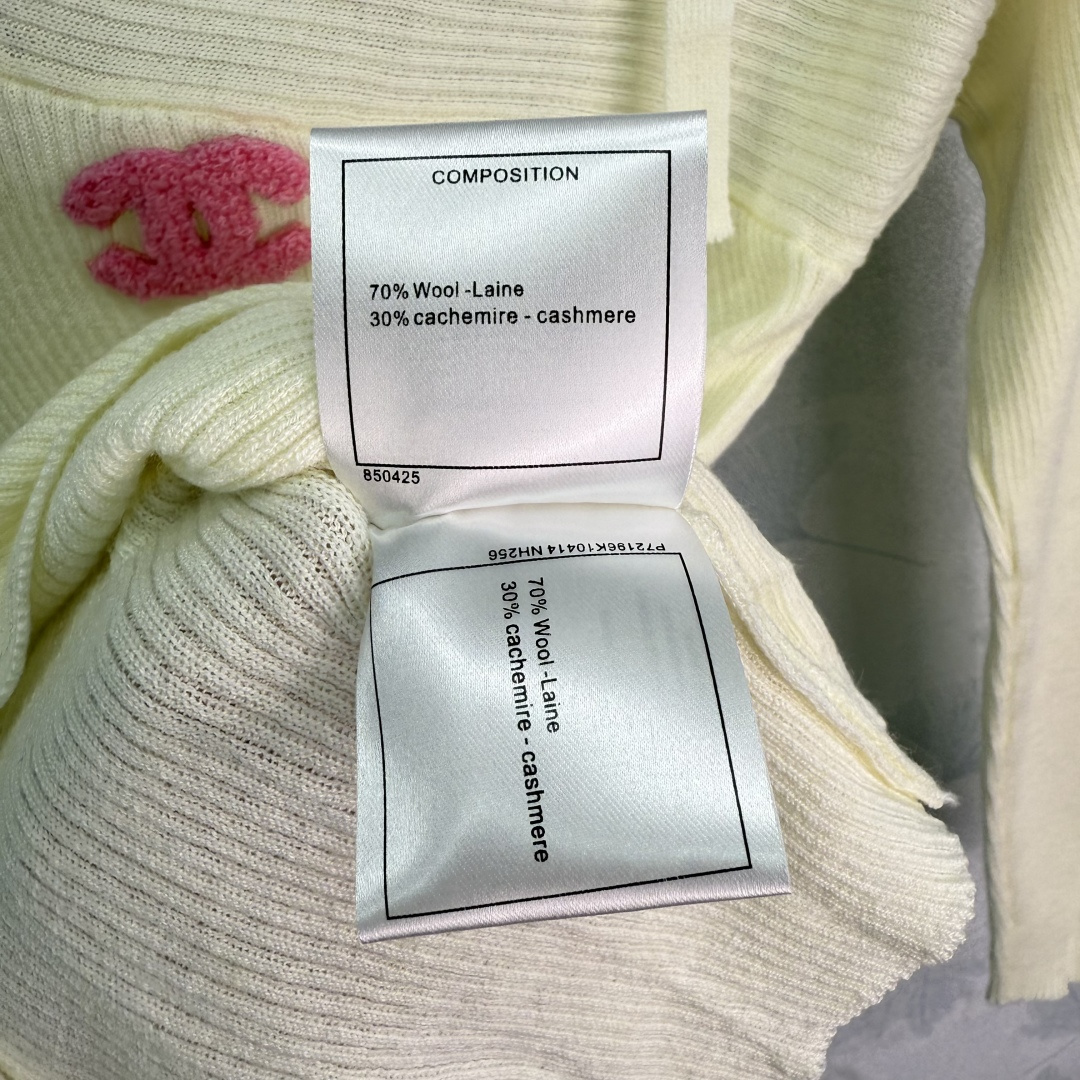 COMPOSITION
70% Wool -Laine
30% cachemire - cashmere
850425
P72196K10414 NH256
70% Wool -Laine
30% cachemire - cashmere